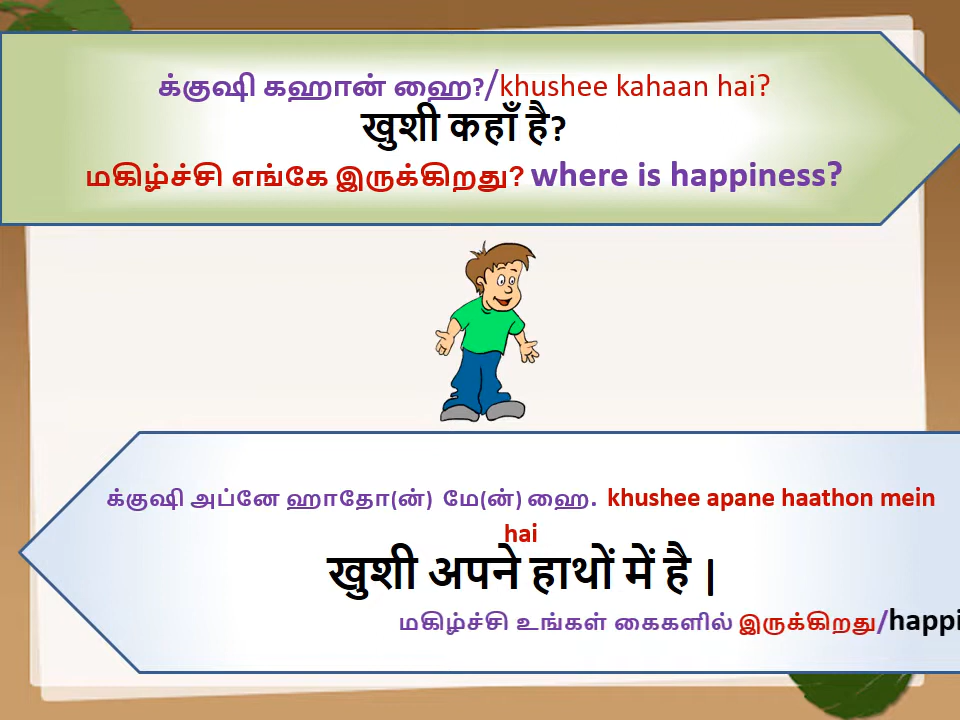 க்குஷி கஹான் ஹை?/khushee kahaan hai?
खुशी कहाँ है?
மகிழ்ச்சி எங்கே இருக்கிறது? where is happiness?
க்குஷி அப்னே ஹாதோ(ன்) மே(ன்) ஹை. khushee apane haathon mein
hai
खुशी अपने हाथों में है |
மகிழ்ச்சி உங்கள் கைகளில் இருக்கிறது/happi